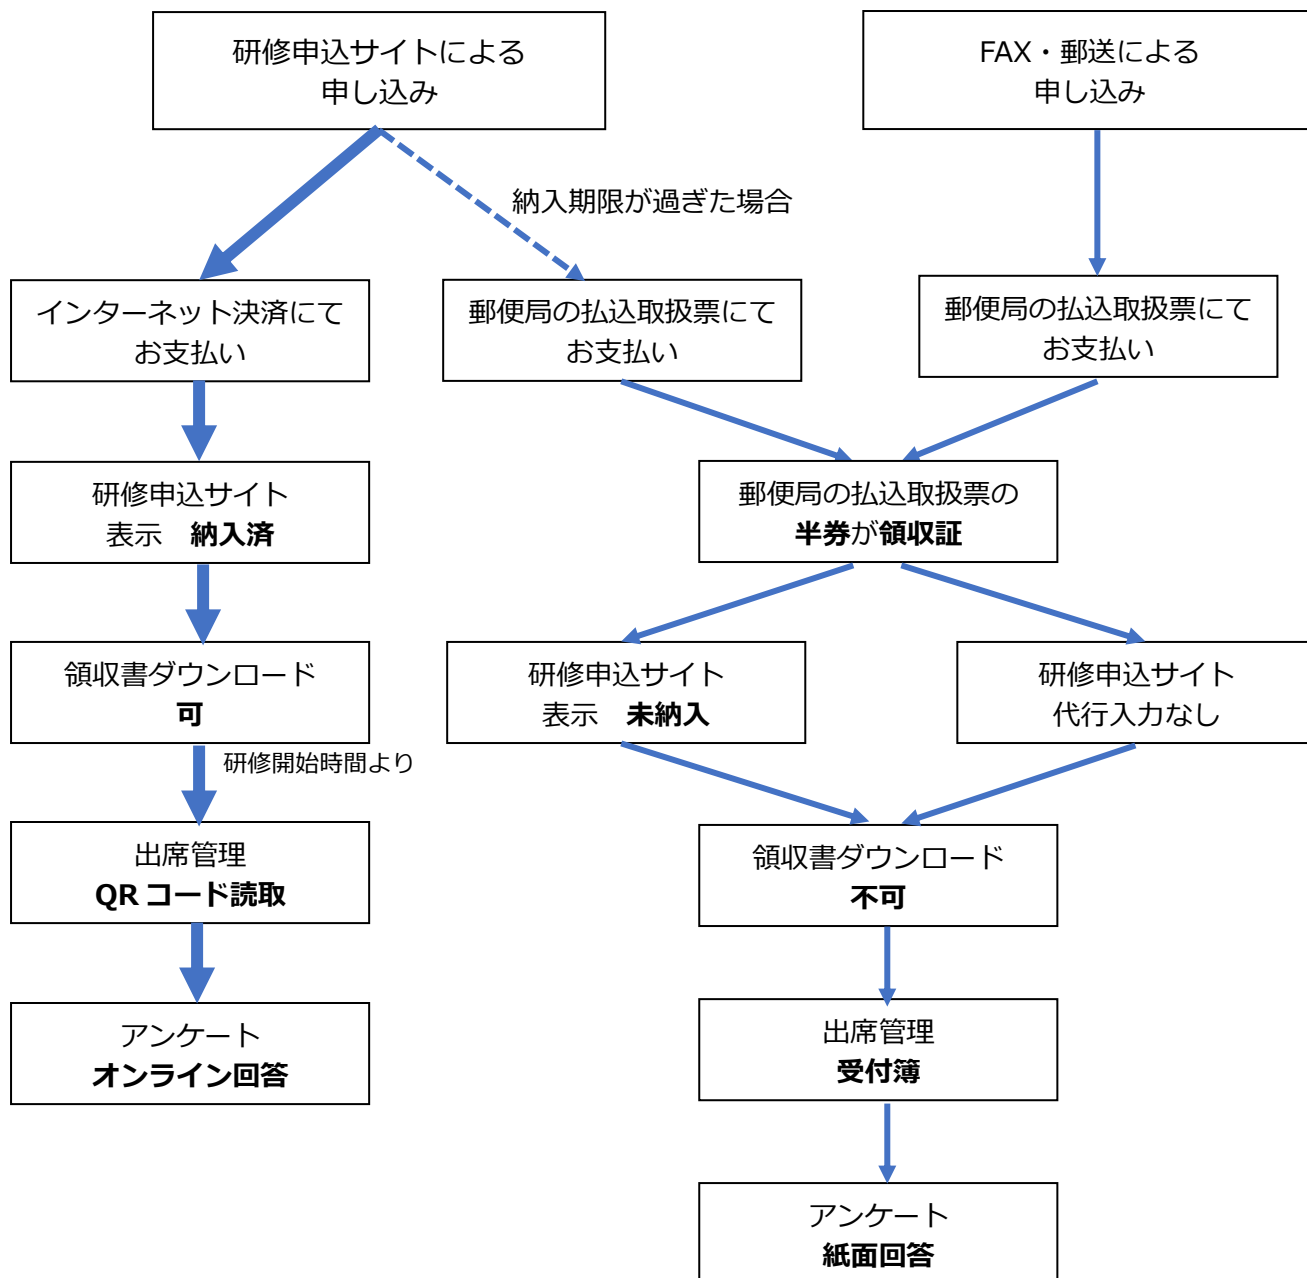 研修申込サイトによる
申し込み
FAX・郵送による
申し込み
納入期限が過ぎた場合
インターネット決済にて
お支払い
郵便局の払込取扱票にて
お支払い
郵便局の払込取扱票にて
お支払い
研修申込サイト
表示　納入済
郵便局の払込取扱票の
半券が領収証
領収書ダウンロード
可
研修申込サイト
表示　未納入
研修申込サイト
代行入力なし
研修開始時間より
出席管理
QRコード読取
領収書ダウンロード
不可
アンケート
オンライン回答
出席管理
受付簿
アンケート
紙面回答